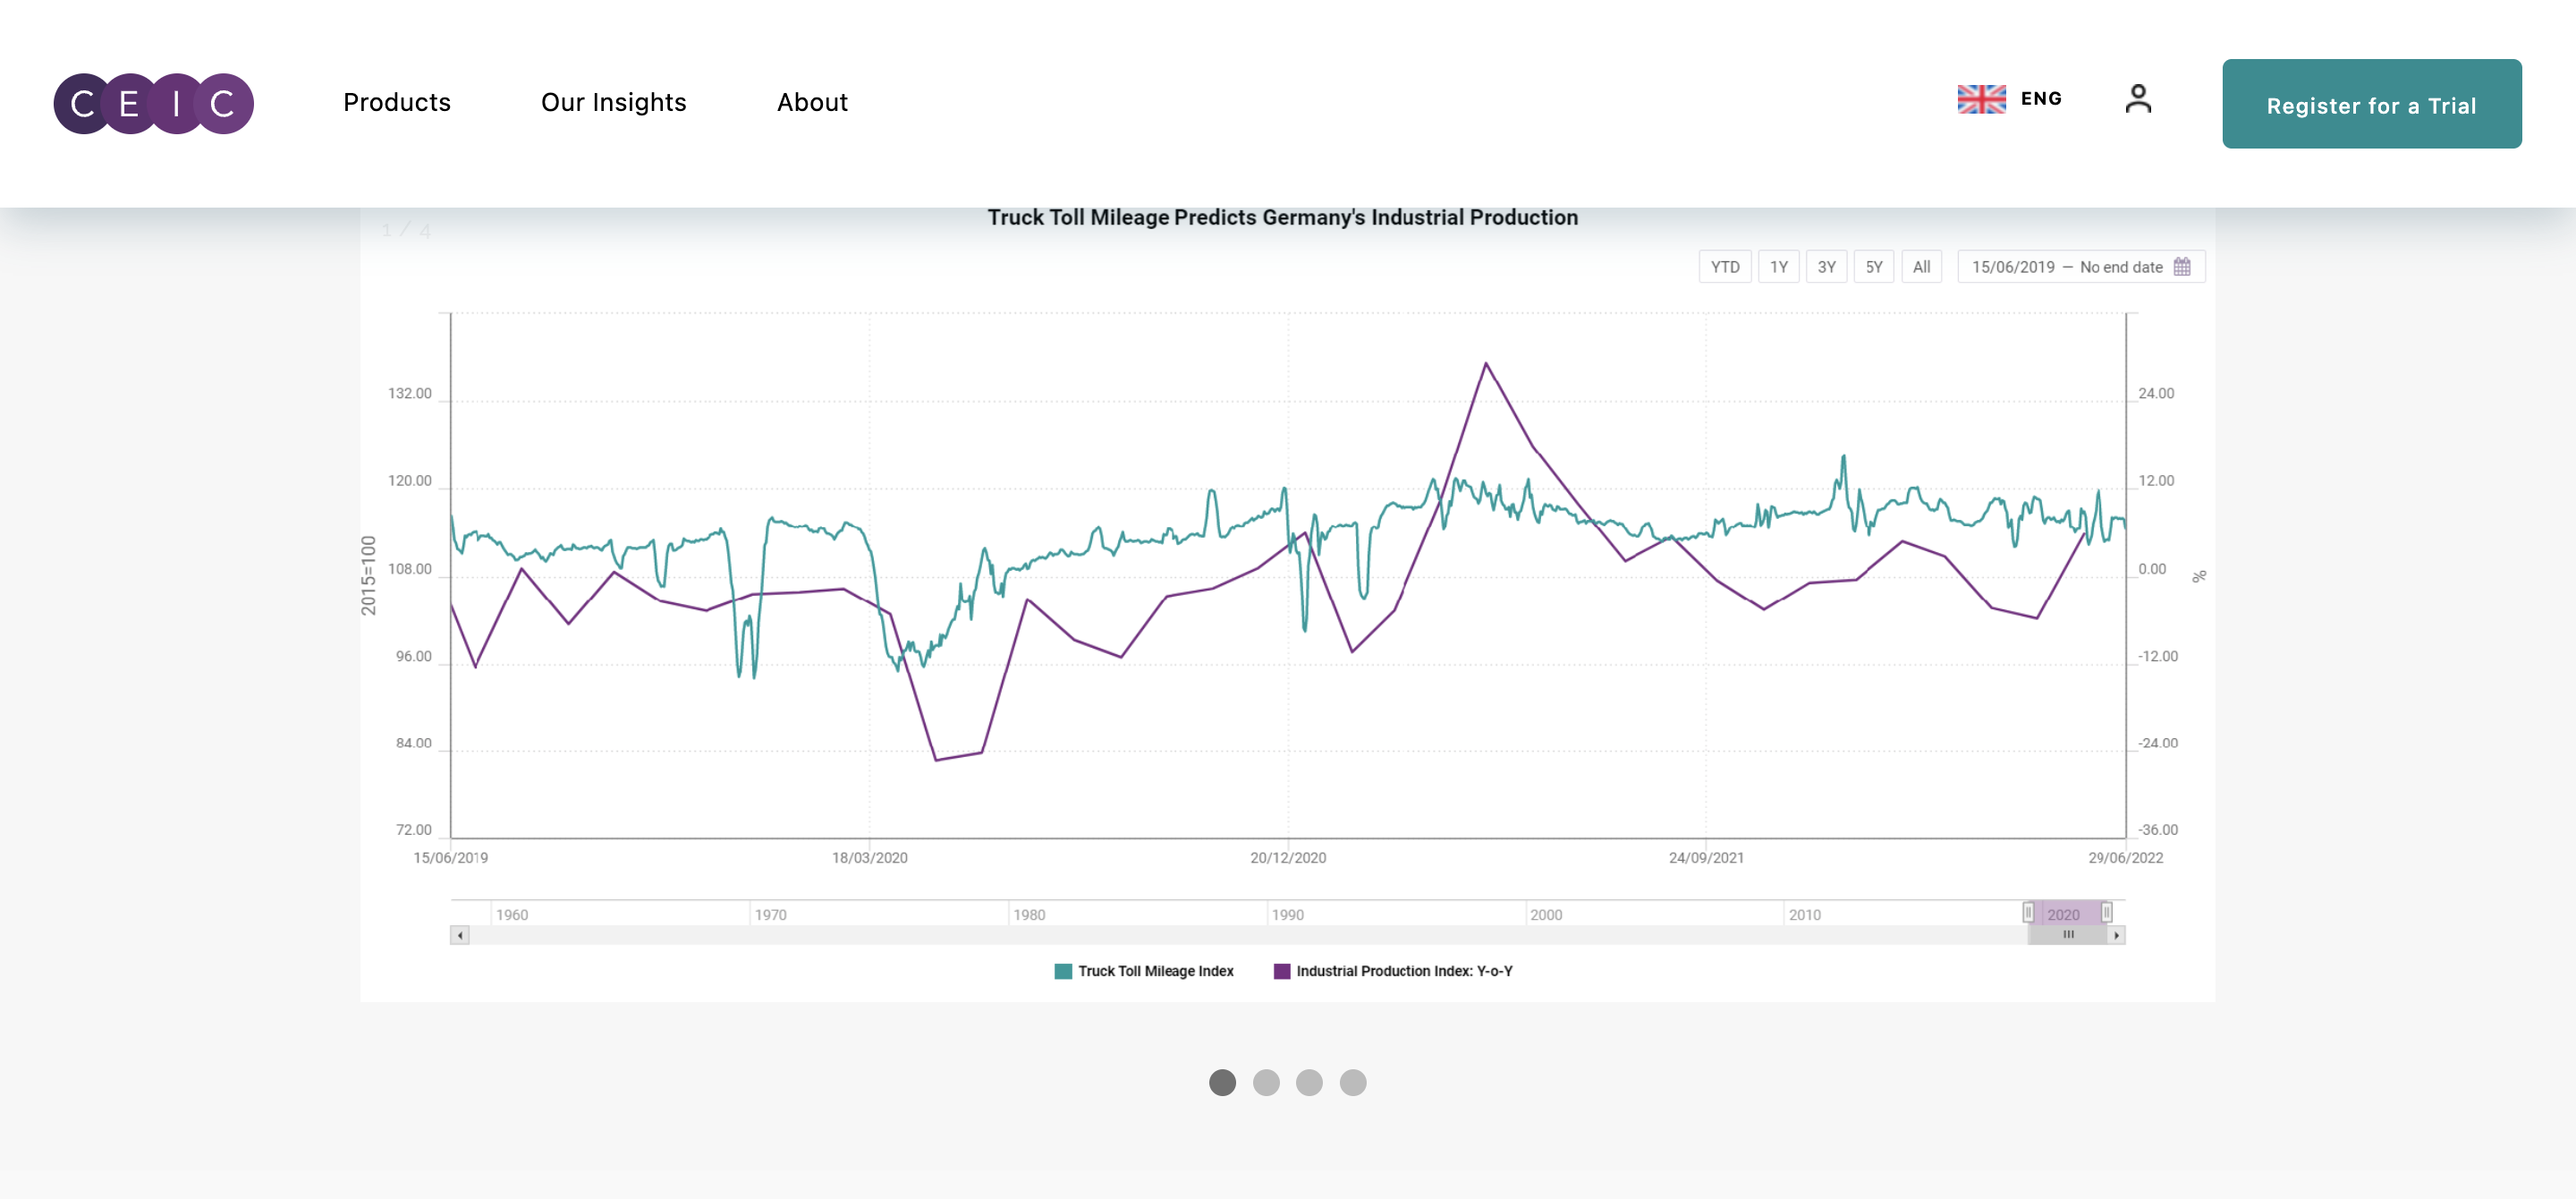 CEIC Products Our Insights About ENG Register for a Trial
Truck Toll Mileage Predicts Germany's Industrial Production
1 / 4
YTD 1Y 3Y 5Y All 15/06/2019 – No end date
132.00 24.00
120.00 12.00
2015=100
108.00 0.00
%
96.00 -12.00
84.00 -24.00
72.00 -36.00
15/06/2019 18/03/2020 20/12/2020 24/09/2021 29/06/2022
1960 1970 1980 1990 2000 2010 2020
Truck Toll Mileage Index Industrial Production Index: Y-o-Y